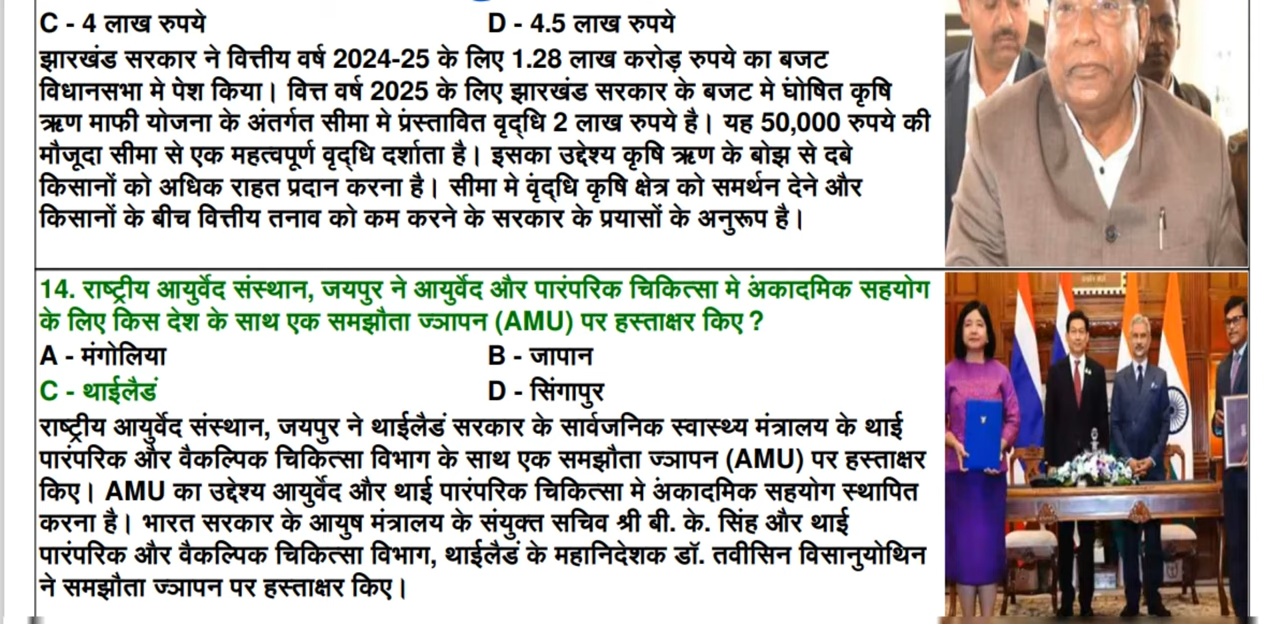 C - 4 लाख रुपये
D - 4.5 लाख रुपये
झारखंड सरकार ने वित्तीय वर्ष 2024-25 के लिए 1.28 लाख करोड़ रुपये का बजट
विधानसभा मे पेश किया। वित्त वर्ष 2025 के लिए झारखंड सरकार के बजट मे घोंषित कृषि
ऋण माफी योजना के अंतर्गत सीमा मे प्रंस्तावित वृद्धि 2 लाख रुपये है। यह 50,000 रुपये की
मौजूदा सीमा से एक महत्वपूर्ण वृद्धि दर्शाता है। इसका उद्देश्य कृषि ऋण के बोझ से दबे
किसानों को अधिक राहत प्रदान करना है। सीमा मे वृंद्धि कृषि क्षेत्र को समर्थन देने और
किसानों के बीच वित्तीय तनाव को कम करने के सरकार के प्रयासों के अनुरूप है।
14. राष्ट्रीय आयुर्वेद संस्थान, जयपुर ने आयुर्वेद और पारंपरिक चिकित्सा मे अंकादमिक सहयोग
के लिए किस देश के साथ एक समझौता ज्ञापन (AMU) पर हस्ताक्षर किए ?
A - मंगोलिया
B - जापान
C - थाईलैडं
D - सिंगापुर
राष्ट्रीय आयुर्वेद संस्थान, जयपुर ने थाईलैडं सरकार के सार्वजनिक स्वास्थ्य मंत्रालय के थाई
पारंपरिक और वैकल्पिक चिकित्सा विभाग के साथ एक समझौता ज्ञापन (AMU) पर हस्ताक्षर
किए। AMU का उद्देश्य आयुर्वेद और थाई पारंपरिक चिकित्सा मे अंकादमिक सहयोग स्थापित
करना है। भारत सरकार के आयुष मंत्रालय के संयुक्त सचिव श्री बी. के. सिंह और थाई
पारंपरिक और वैकल्पिक चिकित्सा विभाग, थाईलैडं के महानिदेशक डॉ. तवीसिन विसानुयोथिन
ने समझौता ज्ञापन पर हस्ताक्षर किए।